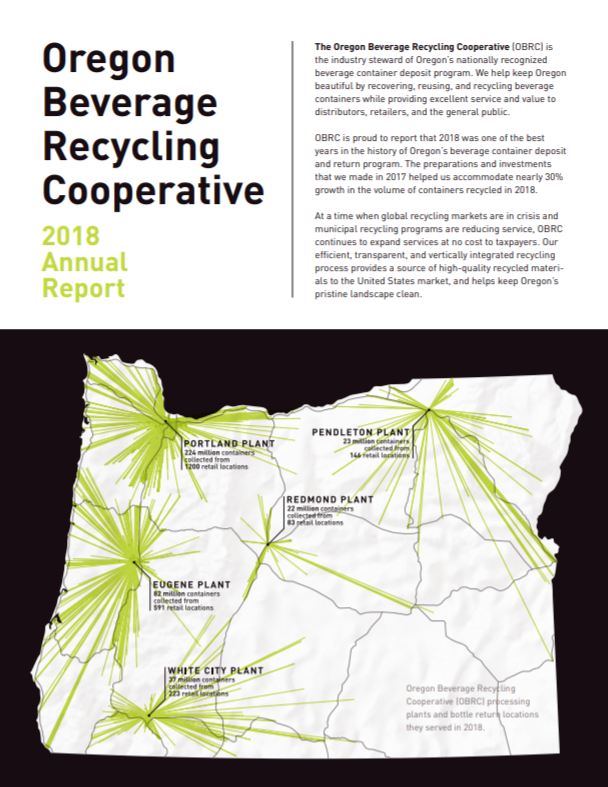 Oregon
Beverage
Recycling
Cooperative
2018
Annual
Report
The Oregon Beverage Recycling Cooperative (OBRC) is
the industry steward of Oregon's nationally recognized
beverage container deposit program. We help keep Oregon
beautiful by recovering, reusing, and recycling beverage
containers while providing excellent service and value to
distributors, retailers, and the general public.
OBRC is proud to report that 2018 was one of the best
years in the history of Oregon's beverage container deposit
and return program. The preparations and investments
that we made in 2017 helped us accommodate nearly 30%
growth in the volume of containers recycled in 2018.
At a time when global recycling markets are in crisis and
municipal recycling programs are reducing service, OBRC
continues to expand services at no cost to taxpayers. Our
efficient, transparent, and vertically integrated recycling
process provides a source of high-quality recycled materi-
als to the United States market, and helps keep Oregon's
pristine landscape clean.
PORTLAND PLANT
224 million containers
collected from
1200 retail locations
PENDLETON PLANT
23 million containers
collected from
146 retail locations
REDMOND PLANT
22 million containers
collected from
83 retail locations
EUGENE PLANT
82 million containers
collected from
591 retail locations
WHITE CITY PLANT
37 million containers
collected from
223 retail locations
Oregon Beverage Recycling
Cooperative (OBRC) processing
plants and bottle return locations
they served in 2018.